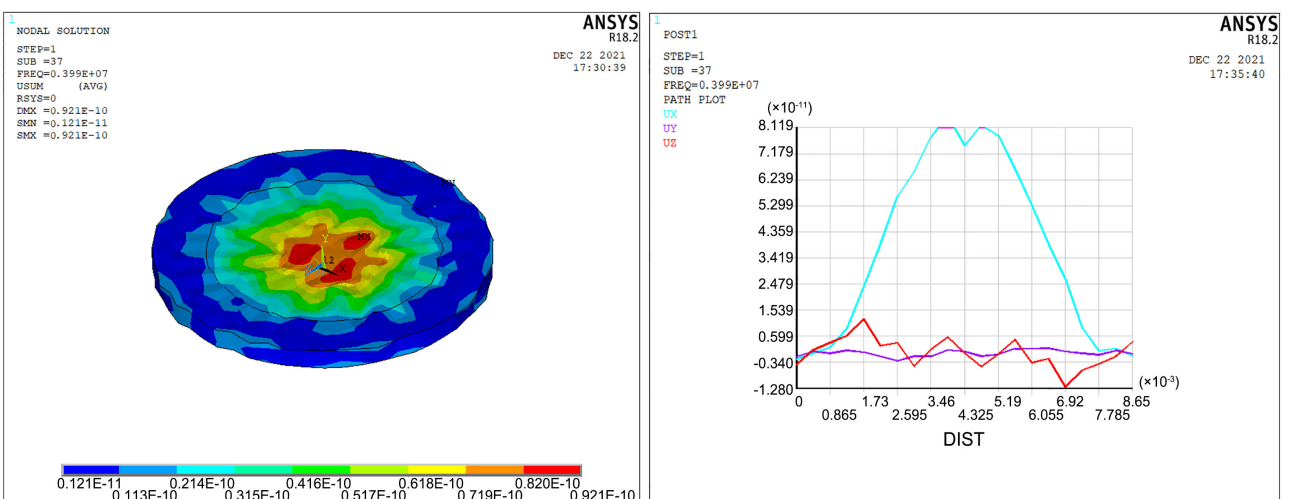 1
ANSYS
R18.2
NODAL SOLUTION
STEP=1
SUB =37
FREQ=0.399E+07
USUM (AVG)
RSYS=0
DMX =0.921E-10
SMN =0.121E-11
SMX =0.921E-10
DEC 22 2021
17:30:39
MN
MX
Y
X
0.121E-11 0.214E-10 0.416E-10 0.618E-10 0.820E-10
0.113E-10 0.315E-10 0.517E-10 0.719E-10 0.921E-10
1
ANSYS
R18.2
POST1
STEP=1
SUB =37
FREQ=0.399E+07
PATH PLOT
UX
UY
UZ
DEC 22 2021
17:35:40
(×10-11)
8.119
7.179
6.239
5.299
4.359
3.419
2.479
1.539
0.599
-0.340
-1.280
(×10-3)
0 1.73 3.46 5.19 6.92 8.65
0.865 2.595 4.325 6.055 7.785
DIST